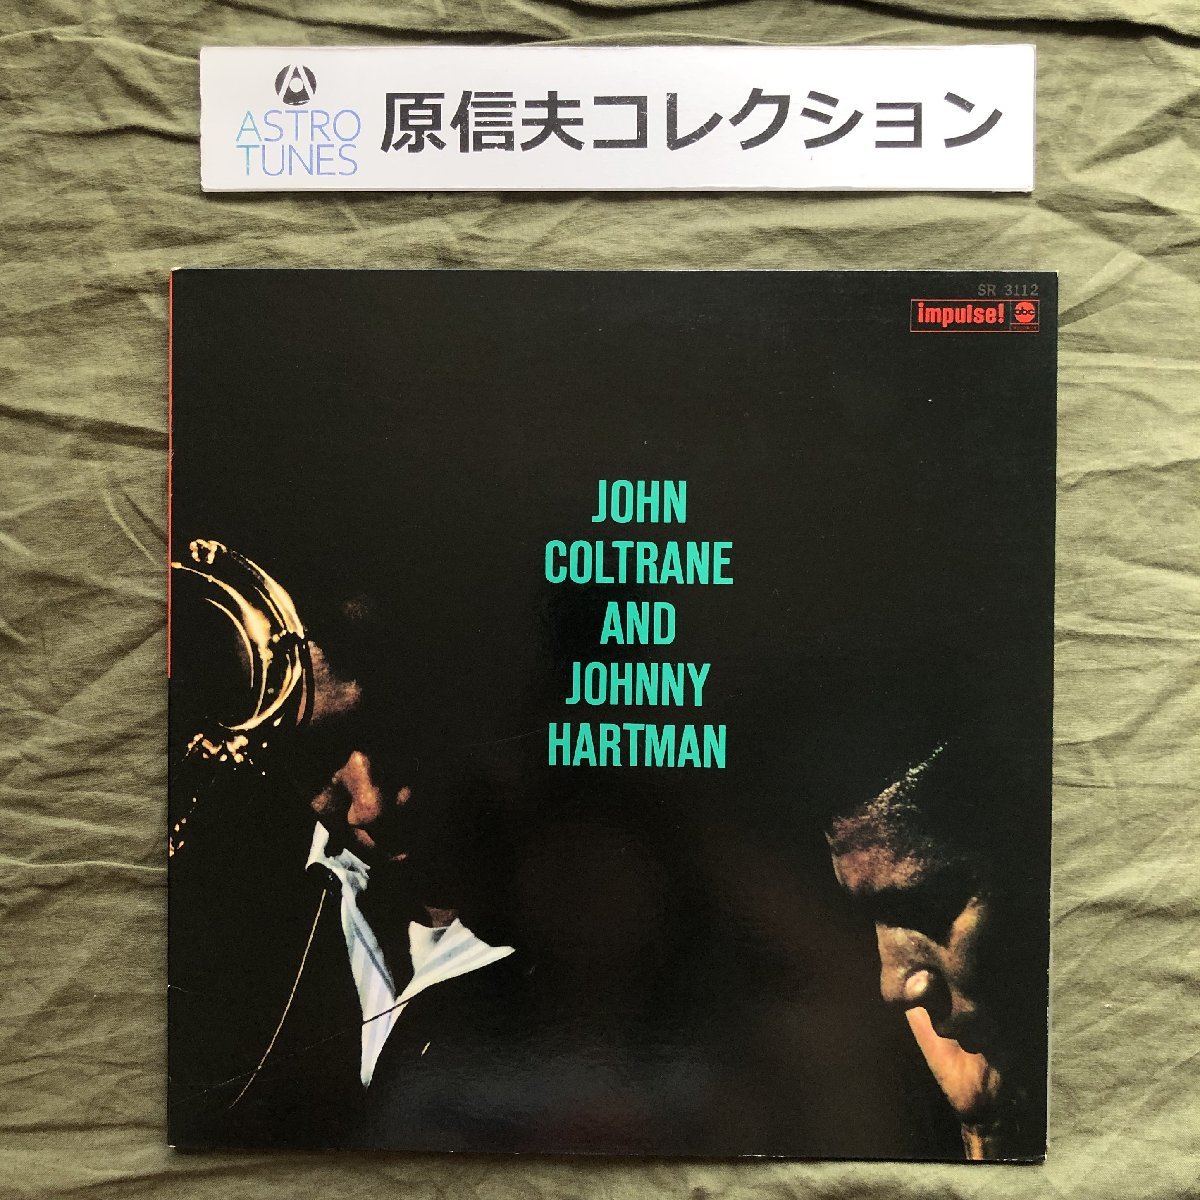 ASTRO
TUNES
原信夫コレクション
SR 3112
impulse! abc
JOHN
COLTRANE
AND
JOHNNY
HARTMAN